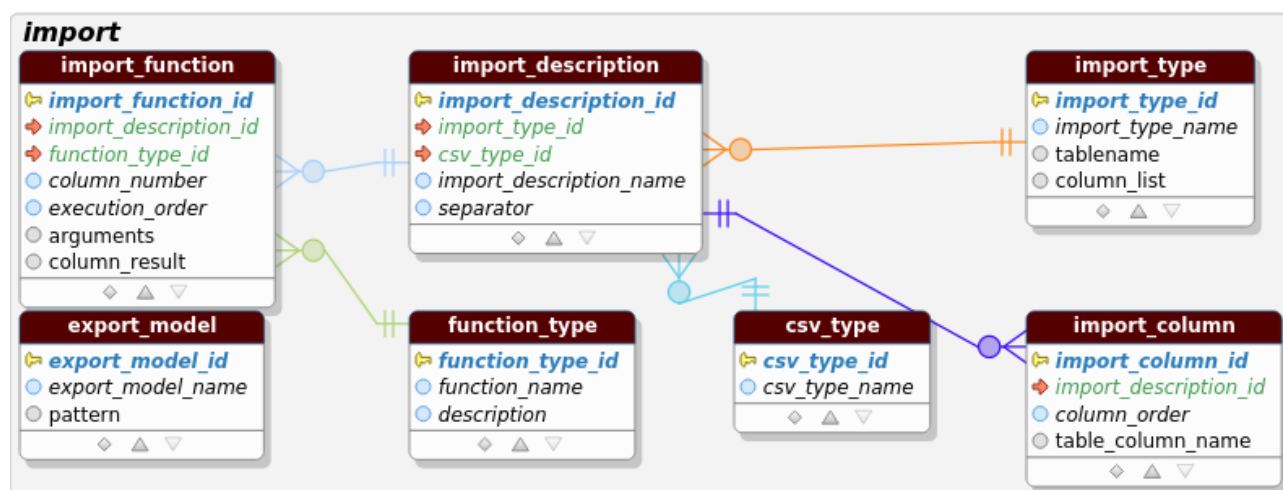 import
import_function
import_function_id
import_description_id
function_type_id
column_number
execution_order
arguments
column_result
import_description
import_description_id
import_type_id
csv_type_id
import_description_name
separator
import_type
import_type_id
import_type_name
tablename
column_list
export_model
export_model_id
export_model_name
pattern
function_type
function_type_id
function_name
description
csv_type
csv_type_id
csv_type_name
import_column
import_column_id
import_description_id
column_order
table_column_name